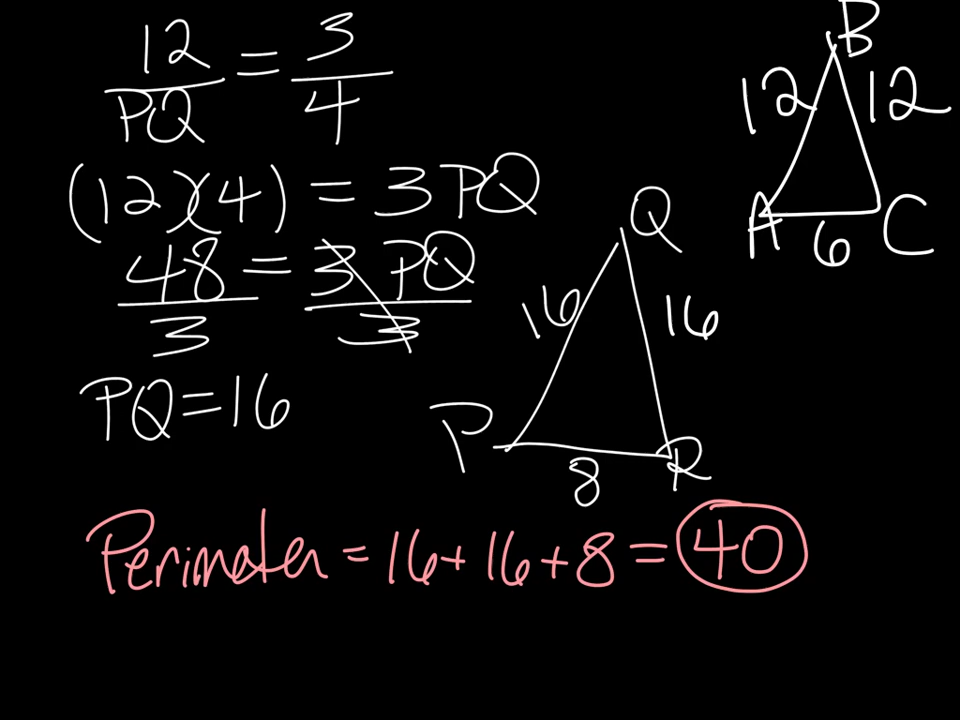 12/PQ = 3/4
(12)(4) = 3PQ
48/3 = 3PQ/3
PQ = 16
B
12 12
A 6 C
Q
16 16
P 8 R
Perimeter = 16 + 16 + 8 = 40